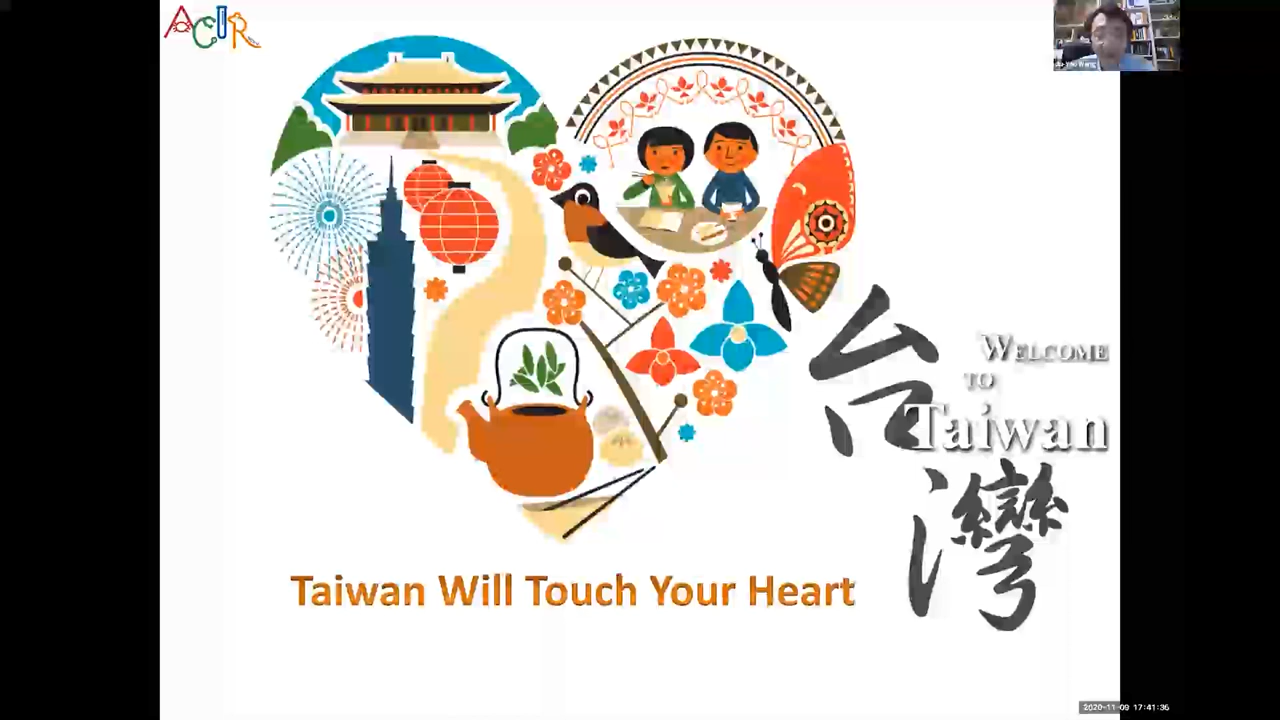 ACIR
WELCOME
TO
Taiwan
台
灣
Taiwan Will Touch Your Heart
2020-11-09 17:41:36